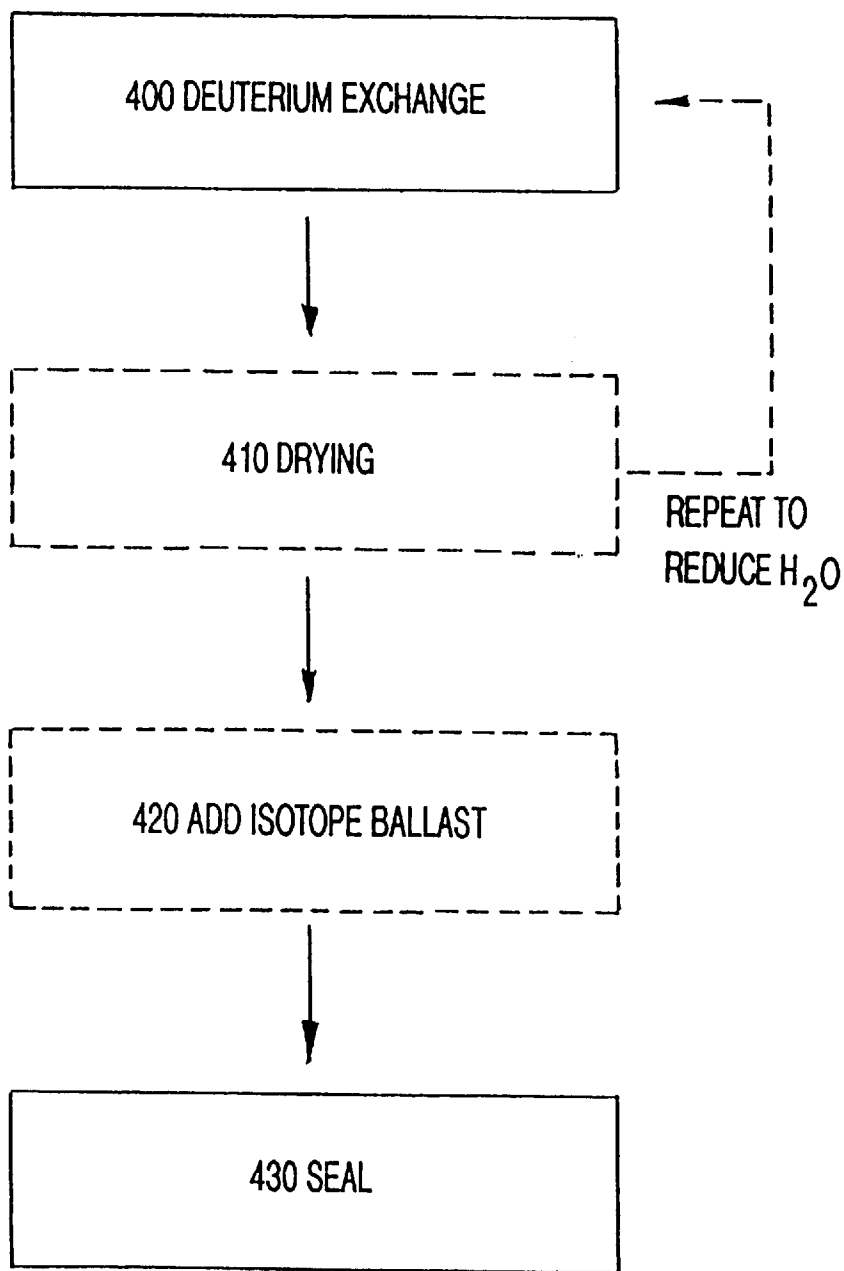 400 DEUTERIUM EXCHANGE
410 DRYING
REPEAT TO
REDUCE H₂O
420 ADD ISOTOPE BALLAST
430 SEAL